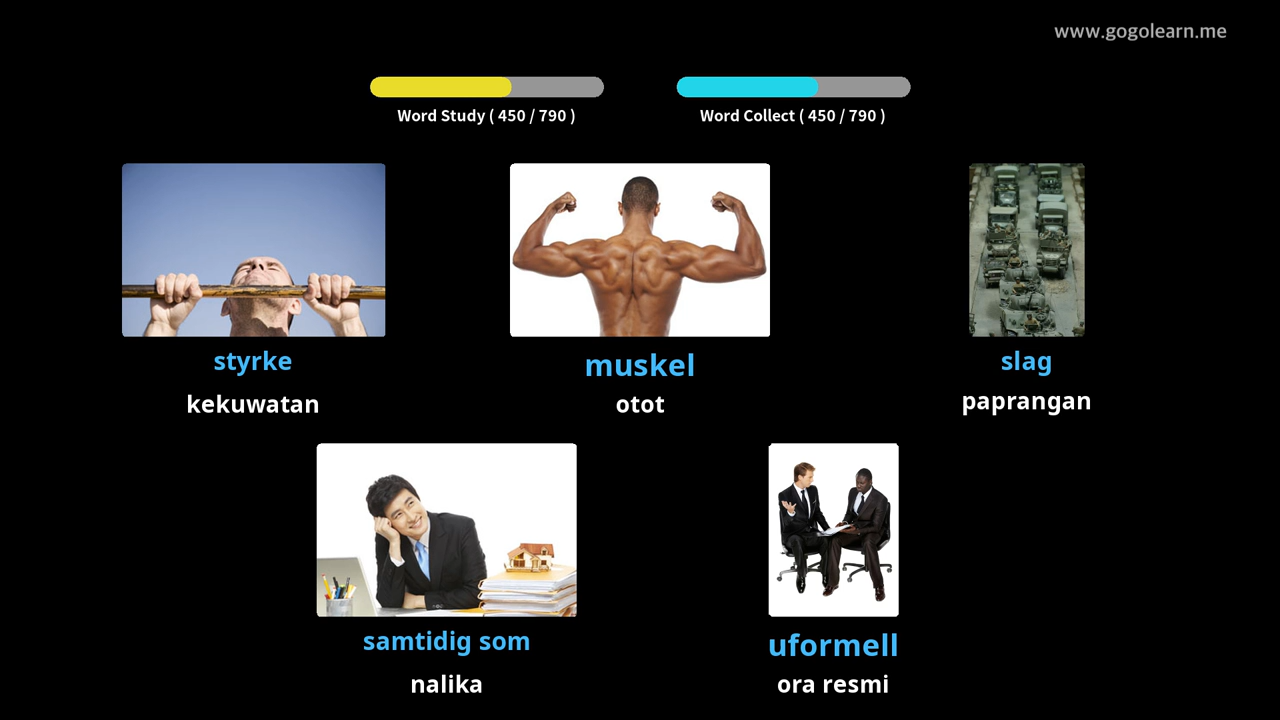 www.gogolearn.me
Word Study ( 450 / 790 )
Word Collect ( 450 / 790 )
styrke
kekuwatan
muskel
otot
slag
paprangan
samtidig som
nalika
uformell
ora resmi